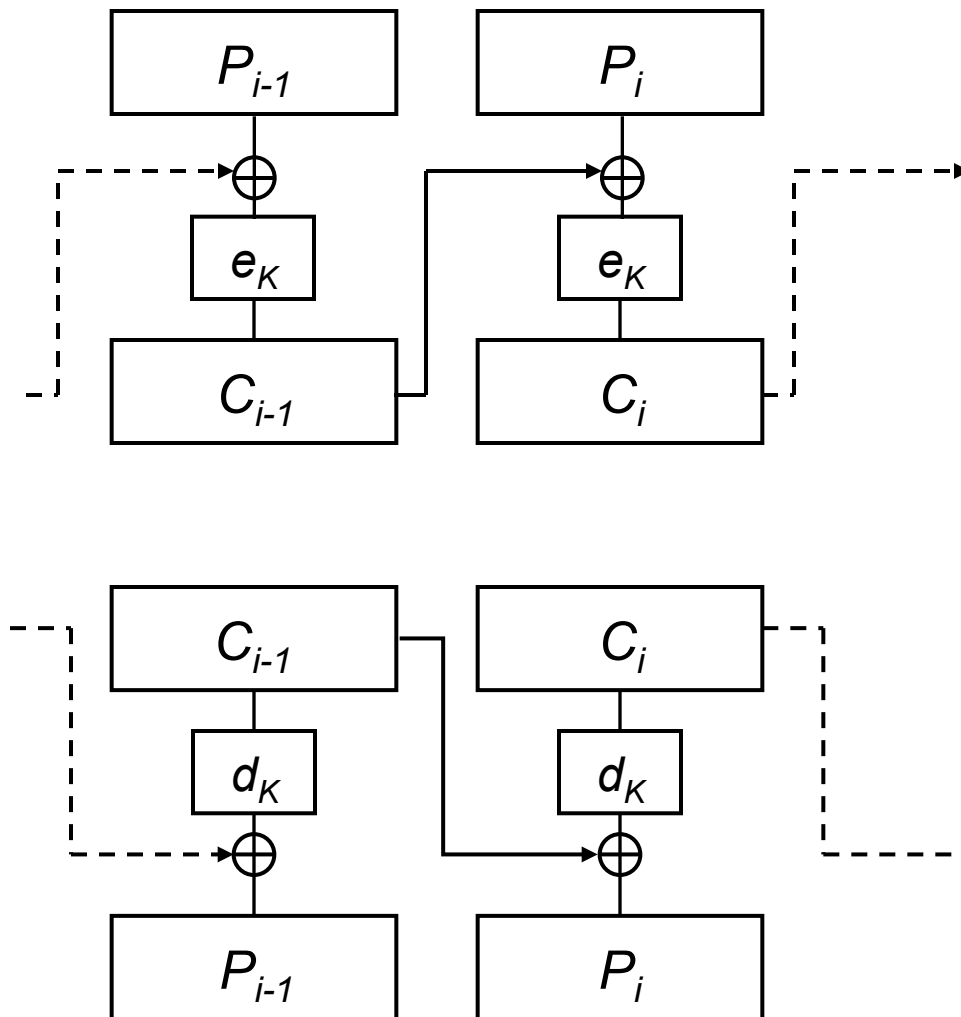 P_{i-1} P_i
e_K e_K
C_{i-1} C_i
C_{i-1} C_i
d_K d_K
P_{i-1} P_i